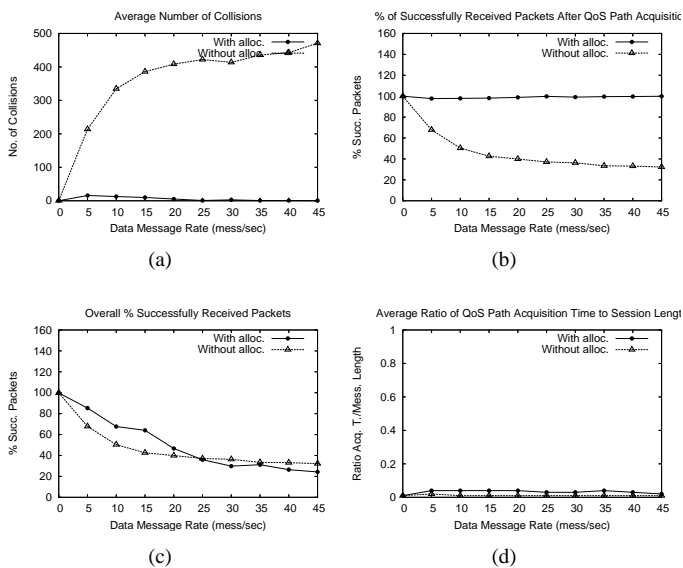 Average Number of Collisions
500
400
300
200
100
0
No. of Collisions
With alloc.
Without alloc.
0 5 10 15 20 25 30 35 40 45
Data Message Rate (mess/sec)
(a)
% of Successfully Received Packets After QoS Path Acquisitio
160
140
120
100
80
60
40
20
0
% Succ. Packets
With alloc.
Without alloc.
0 5 10 15 20 25 30 35 40 45
Data Message Rate (mess/sec)
(b)
Overall % Successfully Received Packets
160
140
120
100
80
60
40
20
0
% Succ. Packets
With alloc.
Without alloc.
0 5 10 15 20 25 30 35 40 45
Data Message Rate (mess/sec)
(c)
Average Ratio of QoS Path Acquisition Time to Session Lengt
1
0.8
0.6
0.4
0.2
0
Ratio Acq. T./Mess. Length
With alloc.
Without alloc.
0 5 10 15 20 25 30 35 40 45
Data Message Rate (mess/sec)
(d)